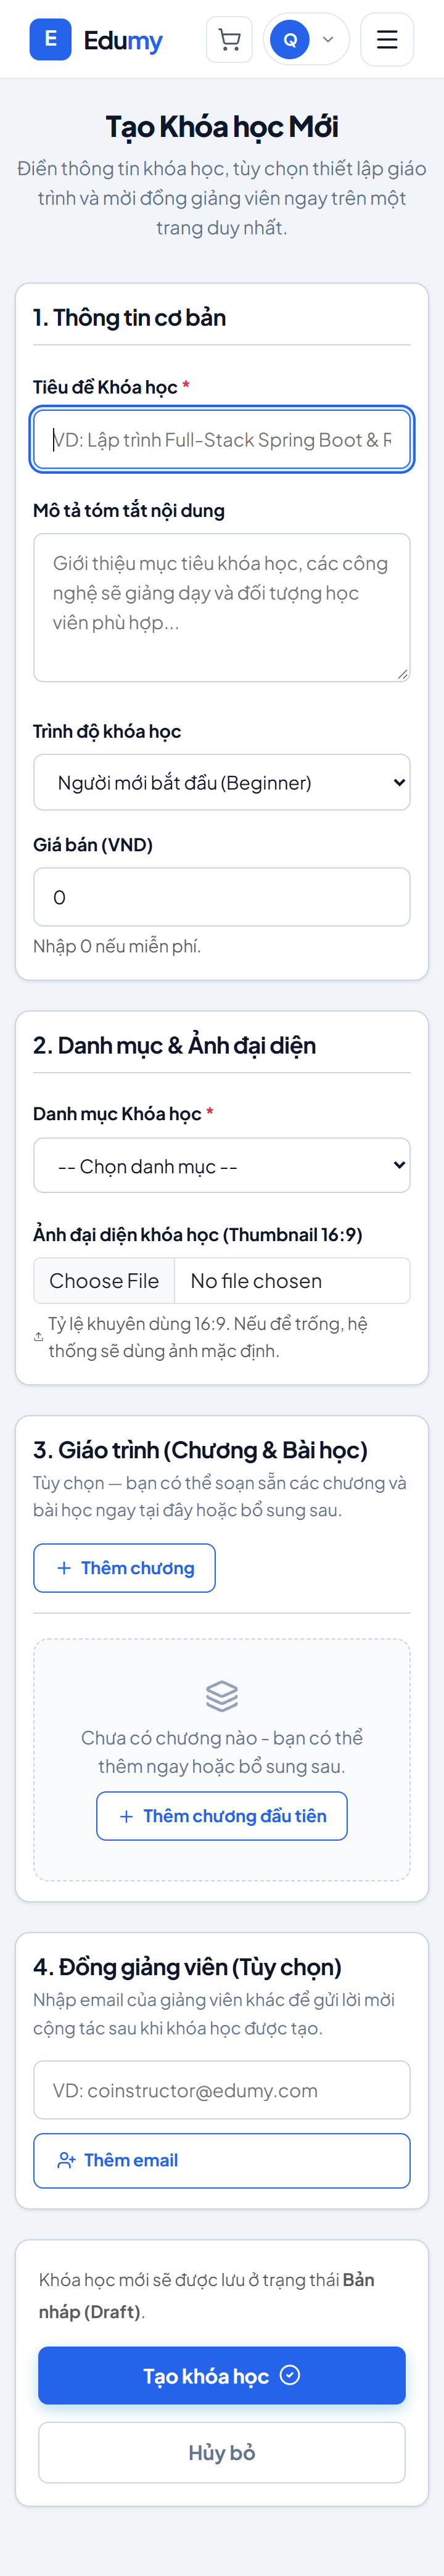 E Edumy Q
Tạo Khóa học Mới
Điền thông tin khóa học, tùy chọn thiết lập giáo
trình và mời đồng giảng viên ngay trên một
trang duy nhất.
1. Thông tin cơ bản
Tiêu đề Khóa học *
VD: Lập trình Full-Stack Spring Boot & R
Mô tả tóm tắt nội dung
Giới thiệu mục tiêu khóa học, các công
nghệ sẽ giảng dạy và đối tượng học
viên phù hợp...
Trình độ khóa học
Người mới bắt đầu (Beginner)
Giá bán (VND)
0
Nhập 0 nếu miễn phí.
2. Danh mục & Ảnh đại diện
Danh mục Khóa học *
-- Chọn danh mục --
Ảnh đại diện khóa học (Thumbnail 16:9)
Choose File No file chosen
Tỷ lệ khuyên dùng 16:9. Nếu để trống, hệ
thống sẽ dùng ảnh mặc định.
3. Giáo trình (Chương & Bài học)
Tùy chọn — bạn có thể soạn sẵn các chương và
bài học ngay tại đây hoặc bổ sung sau.
+ Thêm chương
Chưa có chương nào - bạn có thể
thêm ngay hoặc bổ sung sau.
+ Thêm chương đầu tiên
4. Đồng giảng viên (Tùy chọn)
Nhập email của giảng viên khác để gửi lời mời
cộng tác sau khi khóa học được tạo.
VD: coinstructor@edumy.com
Thêm email
Khóa học mới sẽ được lưu ở trạng thái Bản
nháp (Draft).
Tạo khóa học
Hủy bỏ